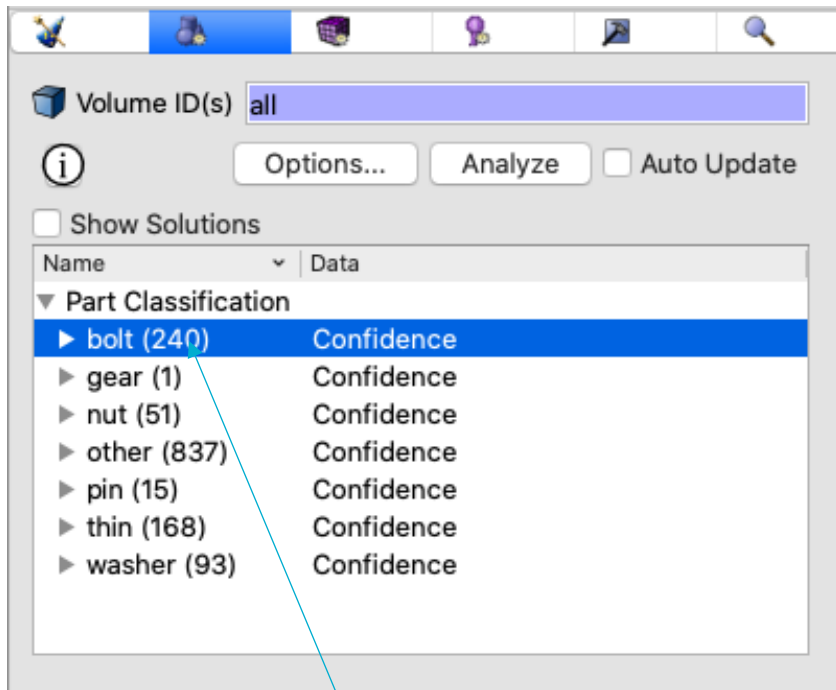 Volume ID(s) all
i Options... Analyze Auto Update
Show Solutions
Name Data
Part Classification
bolt (240) Confidence
gear (1) Confidence
nut (51) Confidence
other (837) Confidence
pin (15) Confidence
thin (168) Confidence
washer (93) Confidence